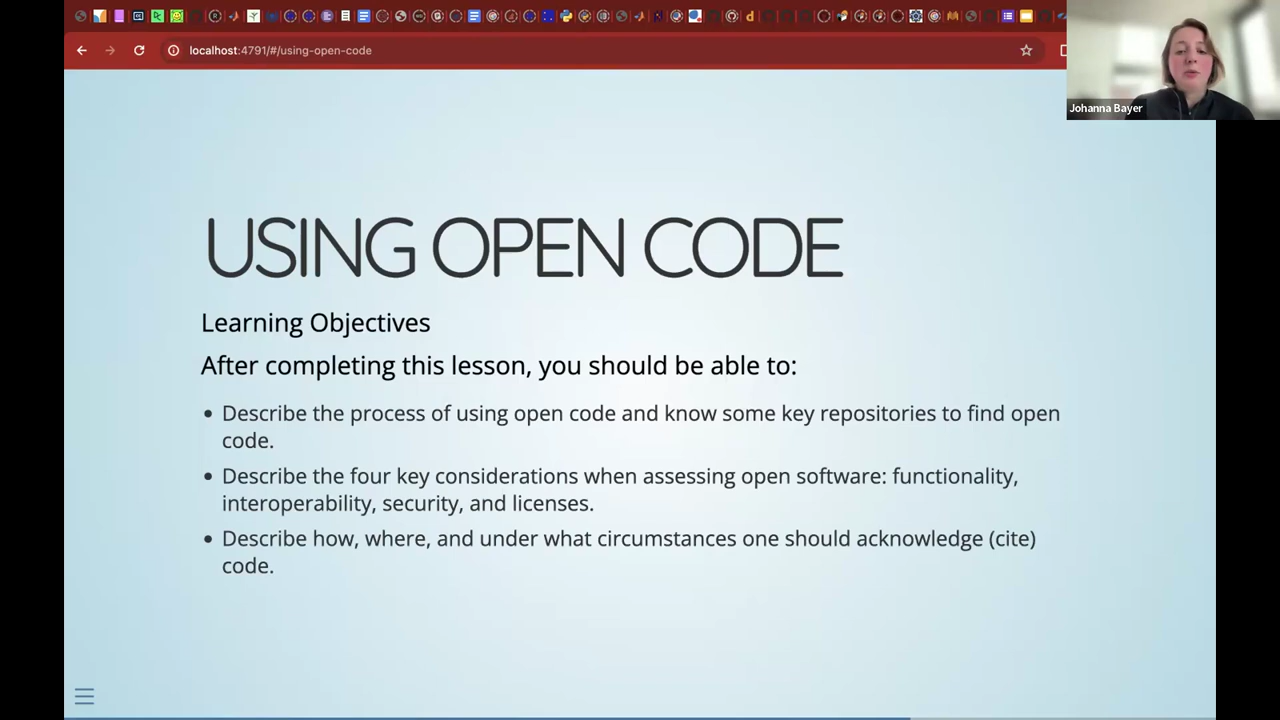 localhost:4791/#/using-open-code
Johanna Bayer
USING OPEN CODE
Learning Objectives
After completing this lesson, you should be able to:
• Describe the process of using open code and know some key repositories to find open
code.
• Describe the four key considerations when assessing open software: functionality,
interoperability, security, and licenses.
• Describe how, where, and under what circumstances one should acknowledge (cite)
code.